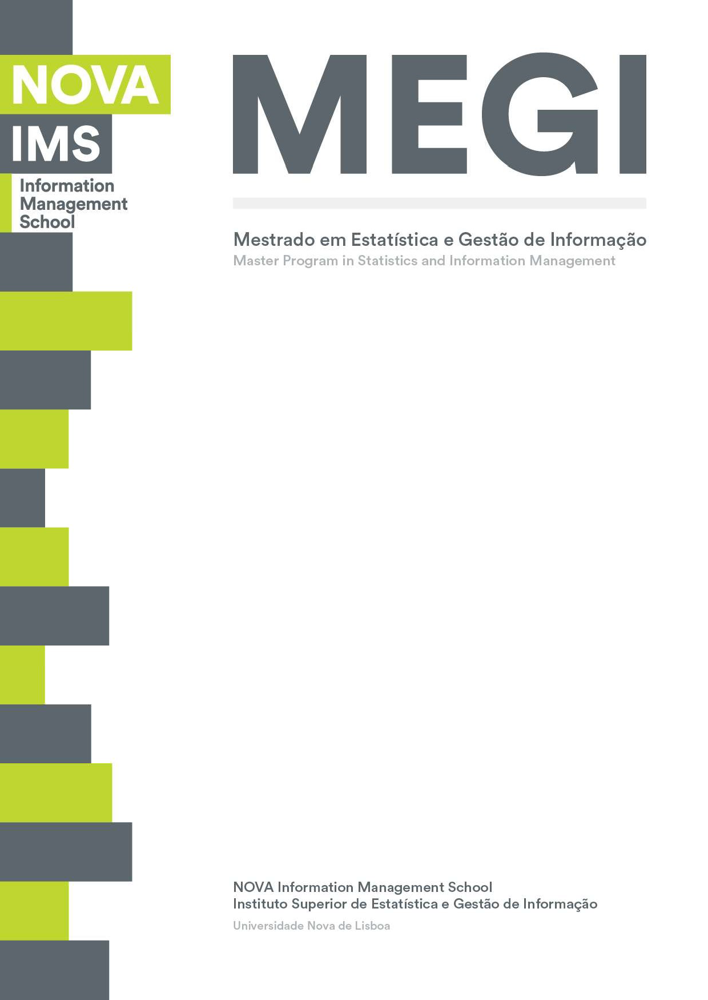 NOVA
IMS
Information
Management
School
MEGI
Mestrado em Estatística e Gestão de Informação
Master Program in Statistics and Information Management
NOVA Information Management School
Instituto Superior de Estatística e Gestão de Informação
Universidade Nova de Lisboa